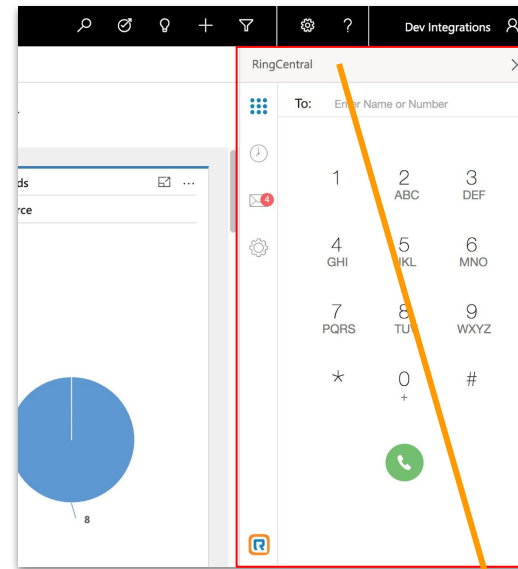 ? Dev Integrations
RingCentral
To: Enter Name or Number
ds
rce
4
1 2 3
ABC DEF
4 5 6
GHI JKL MNO
7 8 9
PQRS TUV WXYZ
* 0 #
+
8